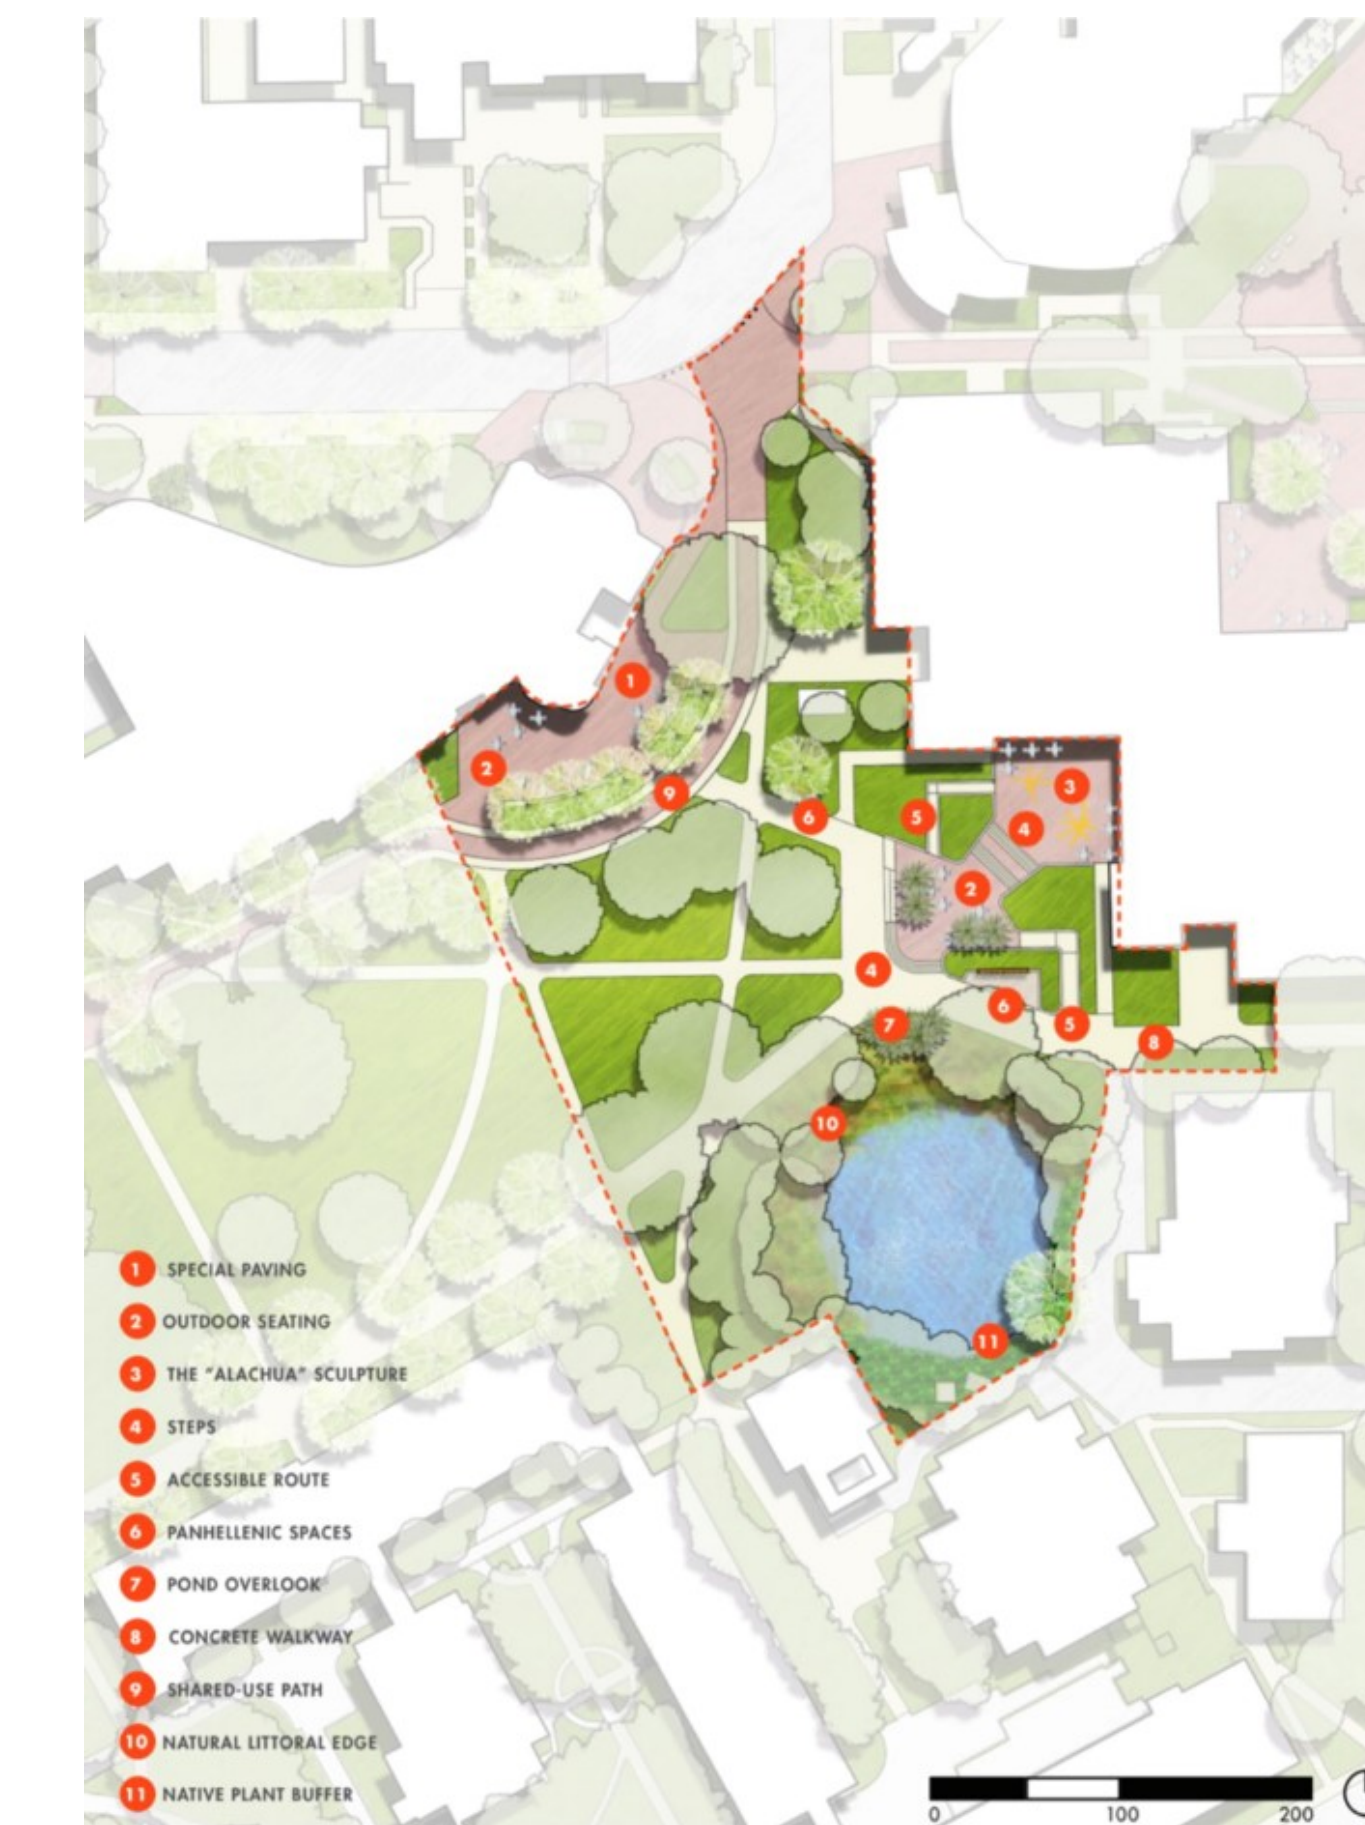 1
2
9
6
5
3
4
2
4
7
6
5
8
10
11
1 SPECIAL PAVING
2 OUTDOOR SEATING
3 THE "ALACHUA" SCULPTURE
4 STEPS
5 ACCESSIBLE ROUTE
6 PANHELLENIC SPACES
7 POND OVERLOOK
8 CONCRETE WALKWAY
9 SHARED-USE PATH
10 NATURAL LITTORAL EDGE
11 NATIVE PLANT BUFFER
0 100 200